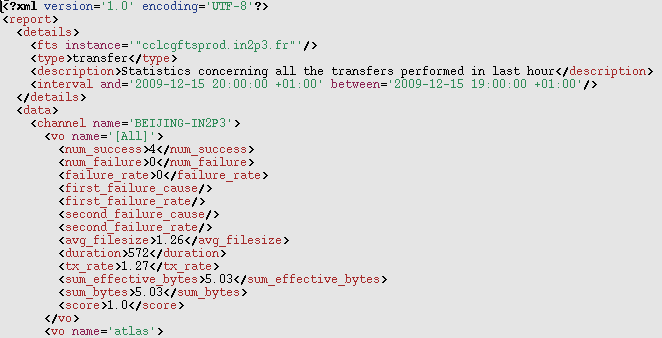 <?xml version='1.0' encoding='UTF-8'?>
<report>
<details>
<fts instance='"cclcgftsprod.in2p3.fr"'/>
<type>transfer</type>
<description>Statistics concerning all the transfers performed in last hour</description>
<interval and='2009-12-15 20:00:00 +01:00' between='2009-12-15 19:00:00 +01:00'/>
</details>
<data>
<channel name='BEIJING-IN2P3'>
<vo name='[All]'>
<num_success>4</num_success>
<num_failure>0</num_failure>
<failure_rate>0</failure_rate>
<first_failure_cause/>
<first_failure_rate/>
<second_failure_cause/>
<second_failure_rate/>
<avg_filesize>1.26</avg_filesize>
<duration>572</duration>
<tx_rate>1.27</tx_rate>
<sum_effective_bytes>5.03</sum_effective_bytes>
<sum_bytes>5.03</sum_bytes>
<score>1.0</score>
</vo>
<vo name='atlas'>